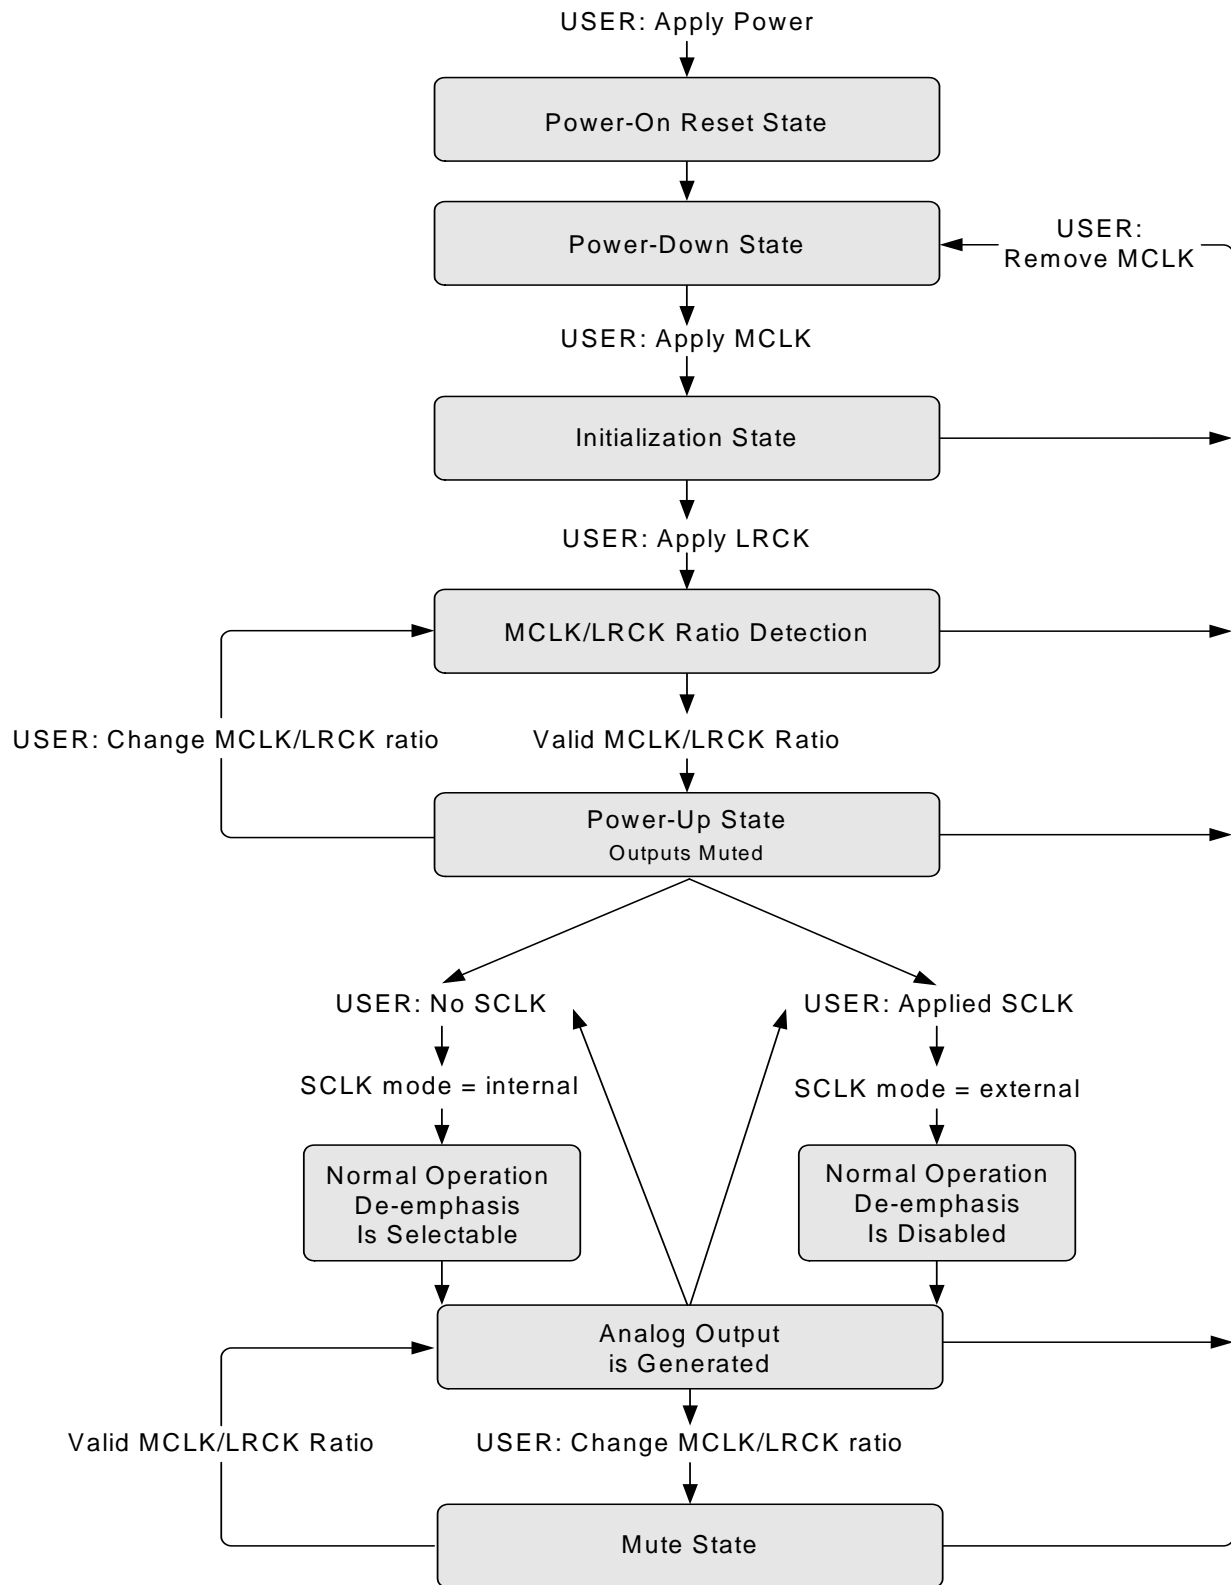 USER: Apply Power
Power-On Reset State
Power-Down State
USER:
Remove MCLK
USER: Apply MCLK
Initialization State
USER: Apply LRCK
MCLK/LRCK Ratio Detection
USER: Change MCLK/LRCK ratio
Valid MCLK/LRCK Ratio
Power-Up State
Outputs Muted
USER: No SCLK
USER: Applied SCLK
SCLK mode = internal
SCLK mode = external
Normal Operation
De-emphasis
Is Selectable
Normal Operation
De-emphasis
Is Disabled
Analog Output
is Generated
Valid MCLK/LRCK Ratio
USER: Change MCLK/LRCK ratio
Mute State